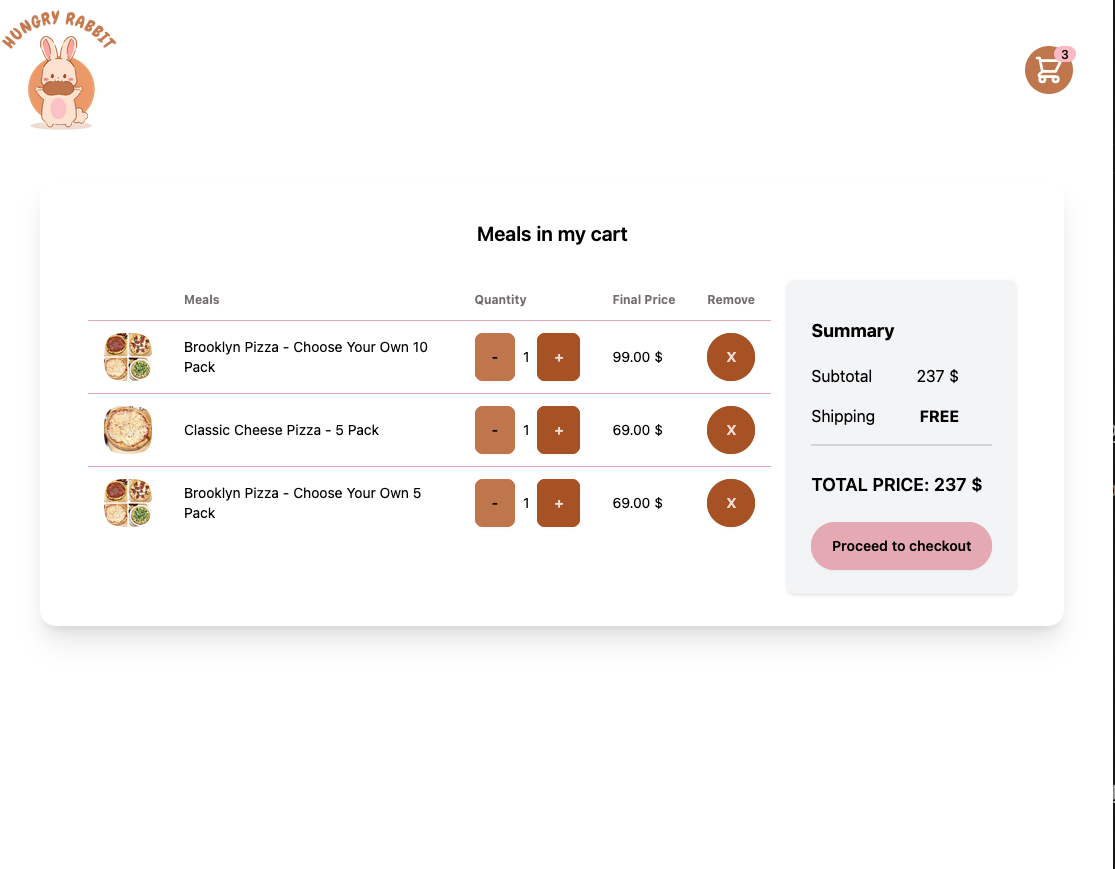 HUNGRY RABBIT
3
Meals in my cart
Meals Quantity Final Price Remove
Brooklyn Pizza - Choose Your Own 10
Pack
- 1 + 99.00 $ X
Classic Cheese Pizza - 5 Pack
- 1 + 69.00 $ X
Brooklyn Pizza - Choose Your Own 5
Pack
- 1 + 69.00 $ X
Summary
Subtotal 237 $
Shipping FREE
TOTAL PRICE: 237 $
Proceed to checkout